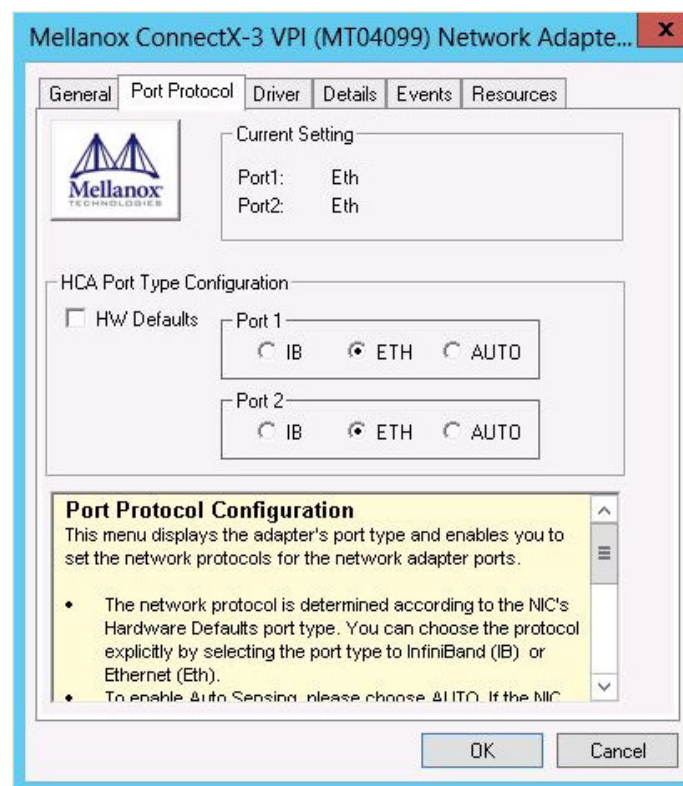 Mellanox ConnectX-3 VPI (MT04099) Network Adapte...
x
General Port Protocol Driver Details Events Resources
Mellanox
TECHNOLOGIES
Current Setting
Port1: Eth
Port2: Eth
HCA Port Type Configuration
HW Defaults
Port 1
IB ETH AUTO
Port 2
IB ETH AUTO
Port Protocol Configuration
This menu displays the adapter's port type and enables you to
set the network protocols for the network adapter ports.
• The network protocol is determined according to the NIC's
Hardware Defaults port type. You can choose the protocol
explicitly by selecting the port type to InfiniBand (IB) or
Ethernet (Eth).
• To enable Auto Sensing, please choose AUTO. If the NIC
OK Cancel